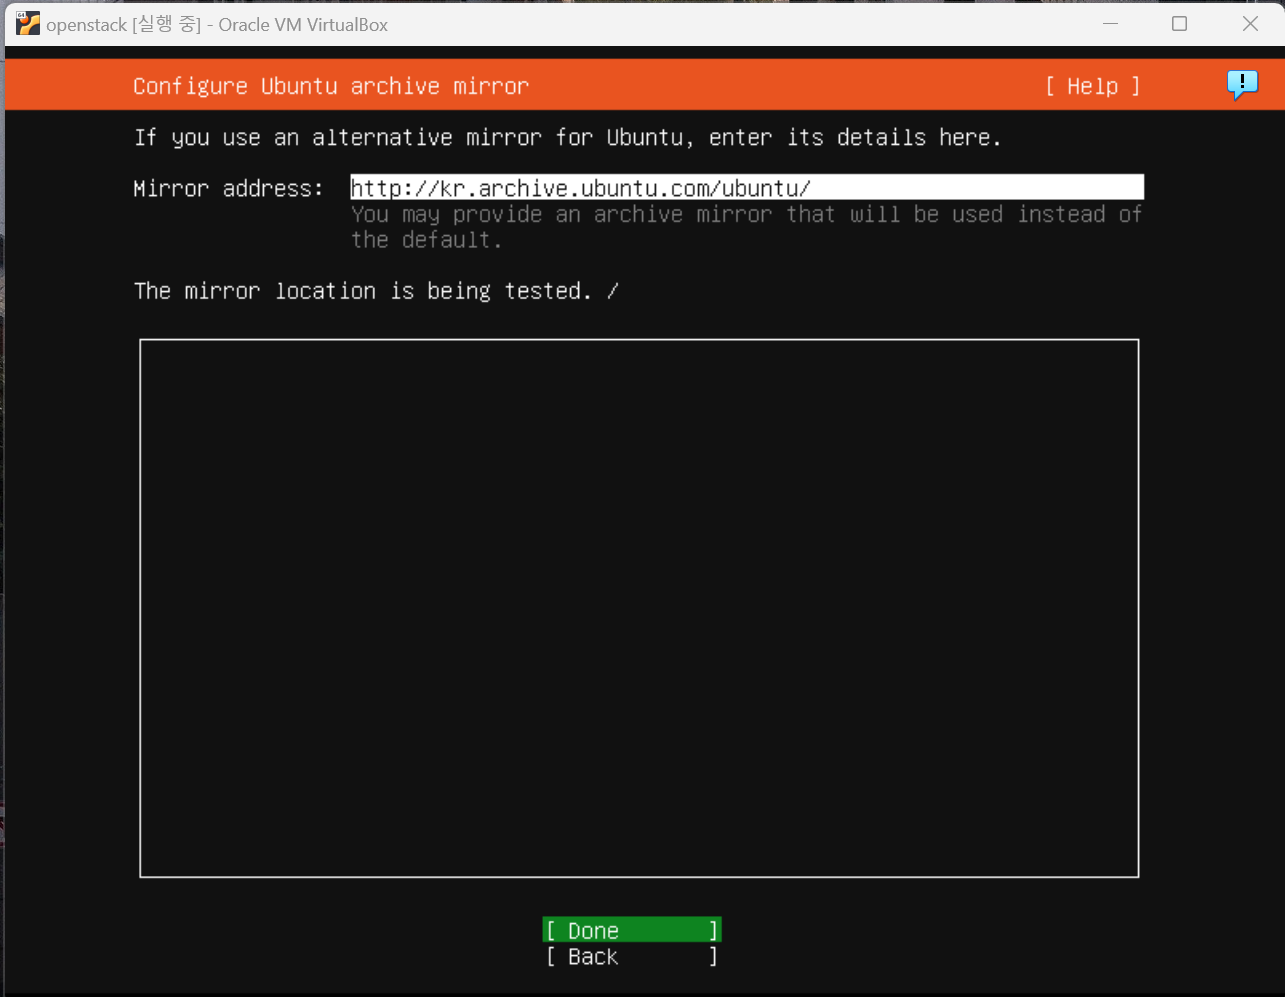 openstack [실행 중] - Oracle VM VirtualBox
Configure Ubuntu archive mirror [ Help ]
If you use an alternative mirror for Ubuntu, enter its details here.
Mirror address: http://kr.archive.ubuntu.com/ubuntu/
You may provide an archive mirror that will be used instead of
the default.
The mirror location is being tested. /
[ Done ]
[ Back ]